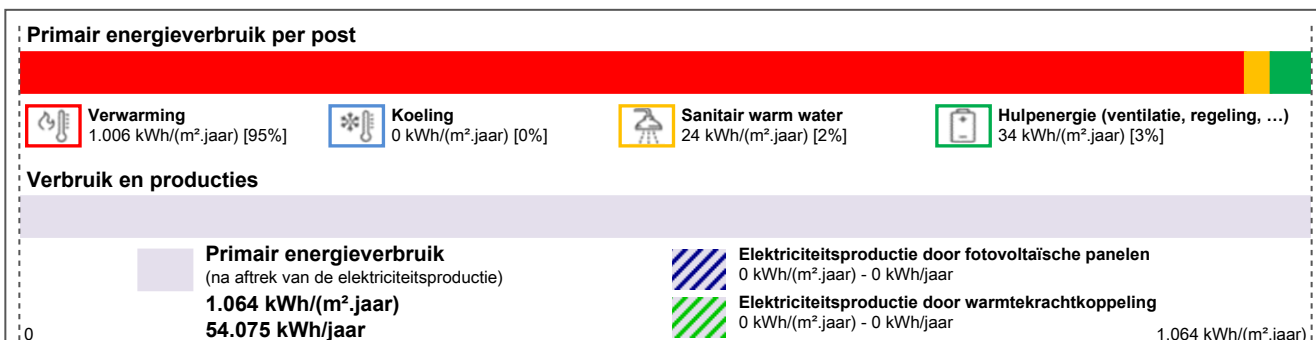 Primair energieverbruik per post
Verwarming
1.006 kWh/(m².jaar) [95%]
Koeling
0 kWh/(m².jaar) [0%]
Sanitair warm water
24 kWh/(m².jaar) [2%]
Hulpenergie (ventilatie, regeling, …)
34 kWh/(m².jaar) [3%]
Verbruik en producties
Primair energieverbruik
(na aftrek van de elektriciteitsproductie)
1.064 kWh/(m².jaar)
54.075 kWh/jaar
Elektriciteitsproductie door fotovoltaïsche panelen
0 kWh/(m².jaar) - 0 kWh/jaar
Elektriciteitsproductie door warmtekrachtkoppeling
0 kWh/(m².jaar) - 0 kWh/jaar
0
1.064 kWh/(m².jaar)